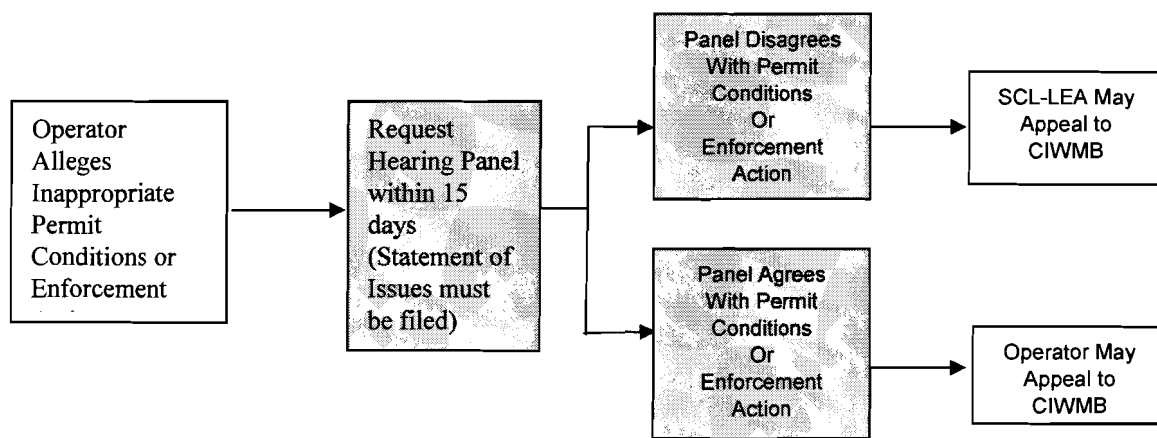 Operator
Alleges
Inappropriate
Permit
Conditions or
Enforcement
Request
Hearing Panel
within 15
days
(Statement of
Issues must
be filed)
Panel Disagrees
With Permit
Conditions
Or
Enforcement
Action
SCL-LEA May
Appeal to
CIWMB
Panel Agrees
With Permit
Conditions
Or
Enforcement
Action
Operator May
Appeal to
CIWMB